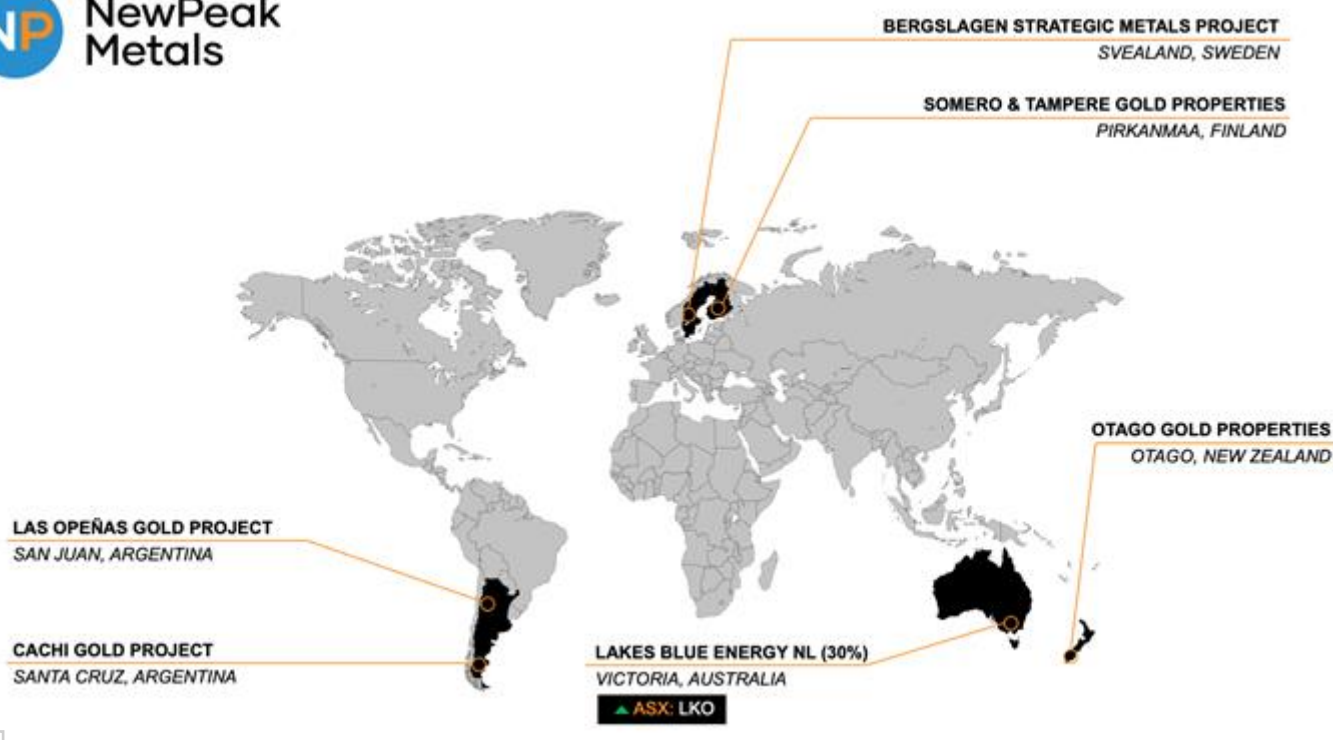 NP NewPeak
Metals
BERGSLAGEN STRATEGIC METALS PROJECT
SVEALAND, SWEDEN
SOMERO & TAMPERE GOLD PROPERTIES
PIRKANMAA, FINLAND
OTAGO GOLD PROPERTIES
OTAGO, NEW ZEALAND
LAS OPEÑAS GOLD PROJECT
SAN JUAN, ARGENTINA
CACHI GOLD PROJECT
SANTA CRUZ, ARGENTINA
LAKES BLUE ENERGY NL (30%)
VICTORIA, AUSTRALIA
ASX: LKO